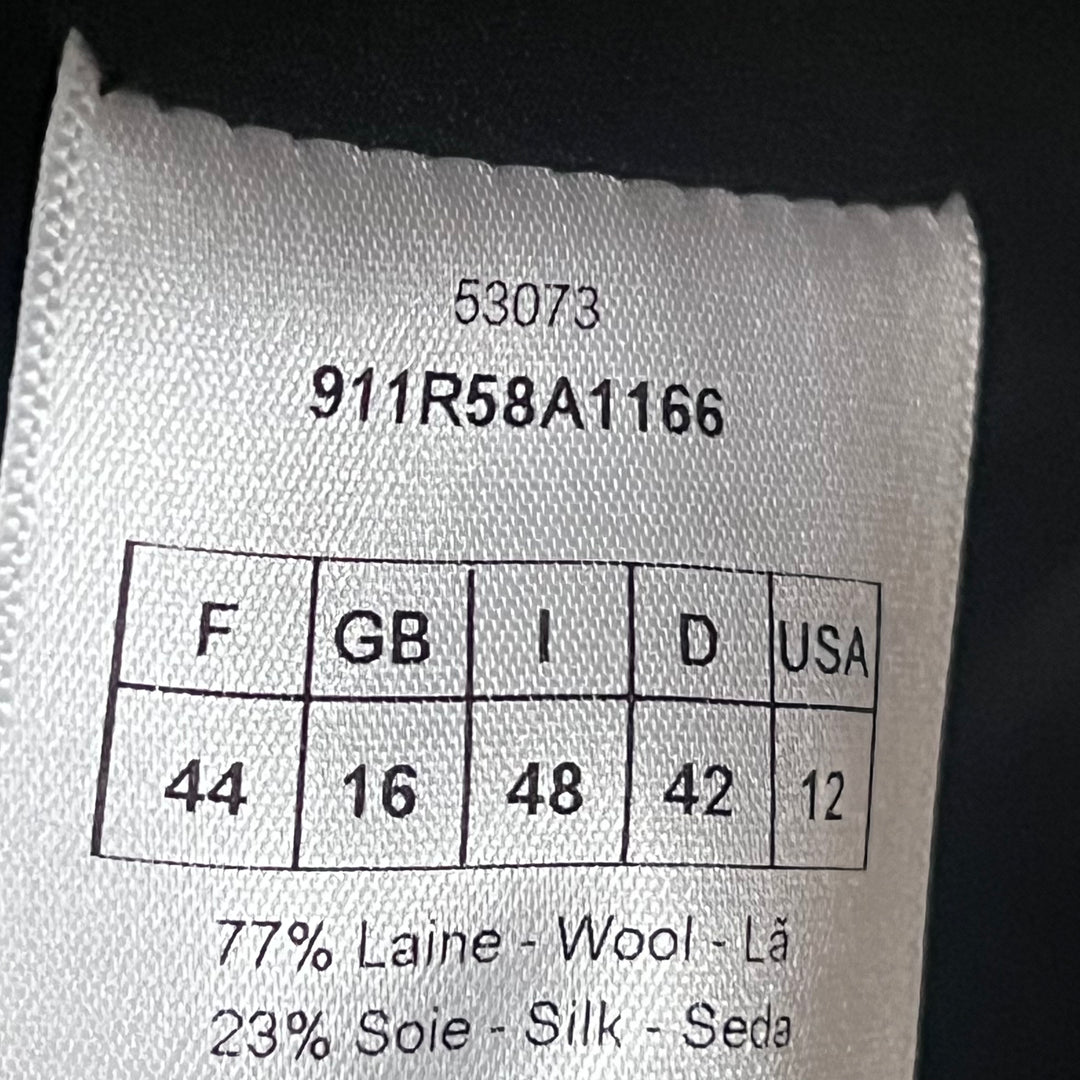 53073
911R58A1166
F GB I D USA
44 16 48 42 12
77% Laine - Wool - Lã
23% Soie - Silk - Seda